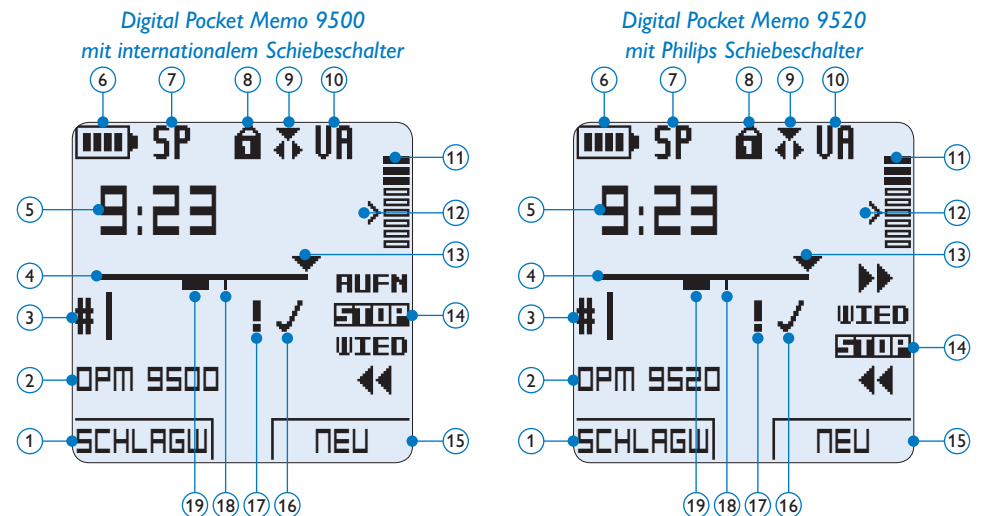 Digital Pocket Memo 9500
mit internationalem Schiebeschalter
6 7 8 9 10
SP VA
11
5 9:23 12
13
4
AUFN
3 #1 STOP 14
WIED
2 DPM 9500
1 SCHLAGW NEU 15
19 18 17 16
Digital Pocket Memo 9520
mit Philips Schiebeschalter
6 7 8 9 10
SP VA
11
5 9:23 12
13
4
3 #1 WIED
STOP 14
2 DPM 9520
1 SCHLAGW NEU 15
19 18 17 16